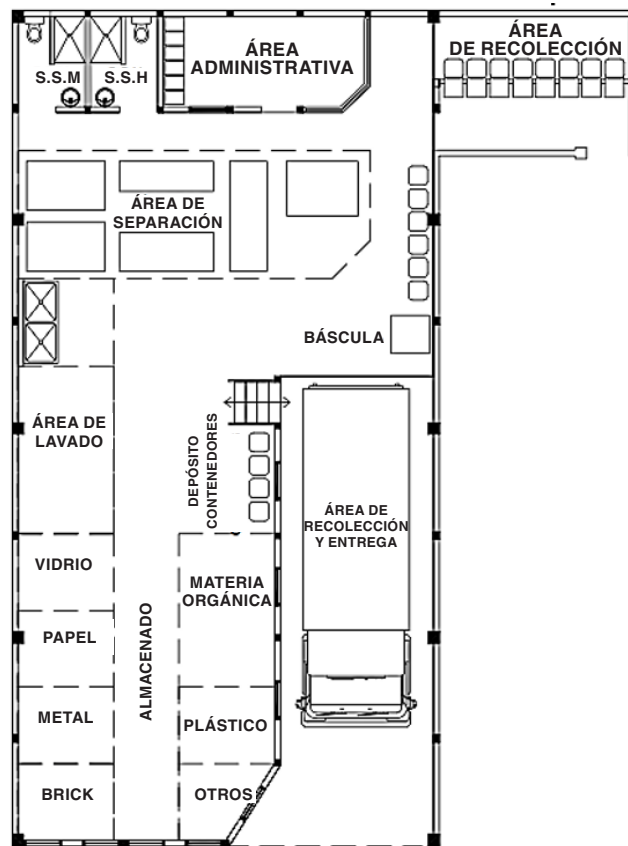 ÁREA
DE RECOLECCIÓN
ÁREA
ADMINISTRATIVA
S.S.M
S.S.H
ÁREA DE
SEPARACIÓN
BÁSCULA
ÁREA DE
LAVADO
DEPÓSITO
CONTENEDORES
ÁREA DE
RECOLECCIÓN
Y ENTREGA
VIDRIO
MATERIA
ORGÁNICA
PAPEL
ALMACENADO
METAL
PLÁSTICO
BRICK
OTROS